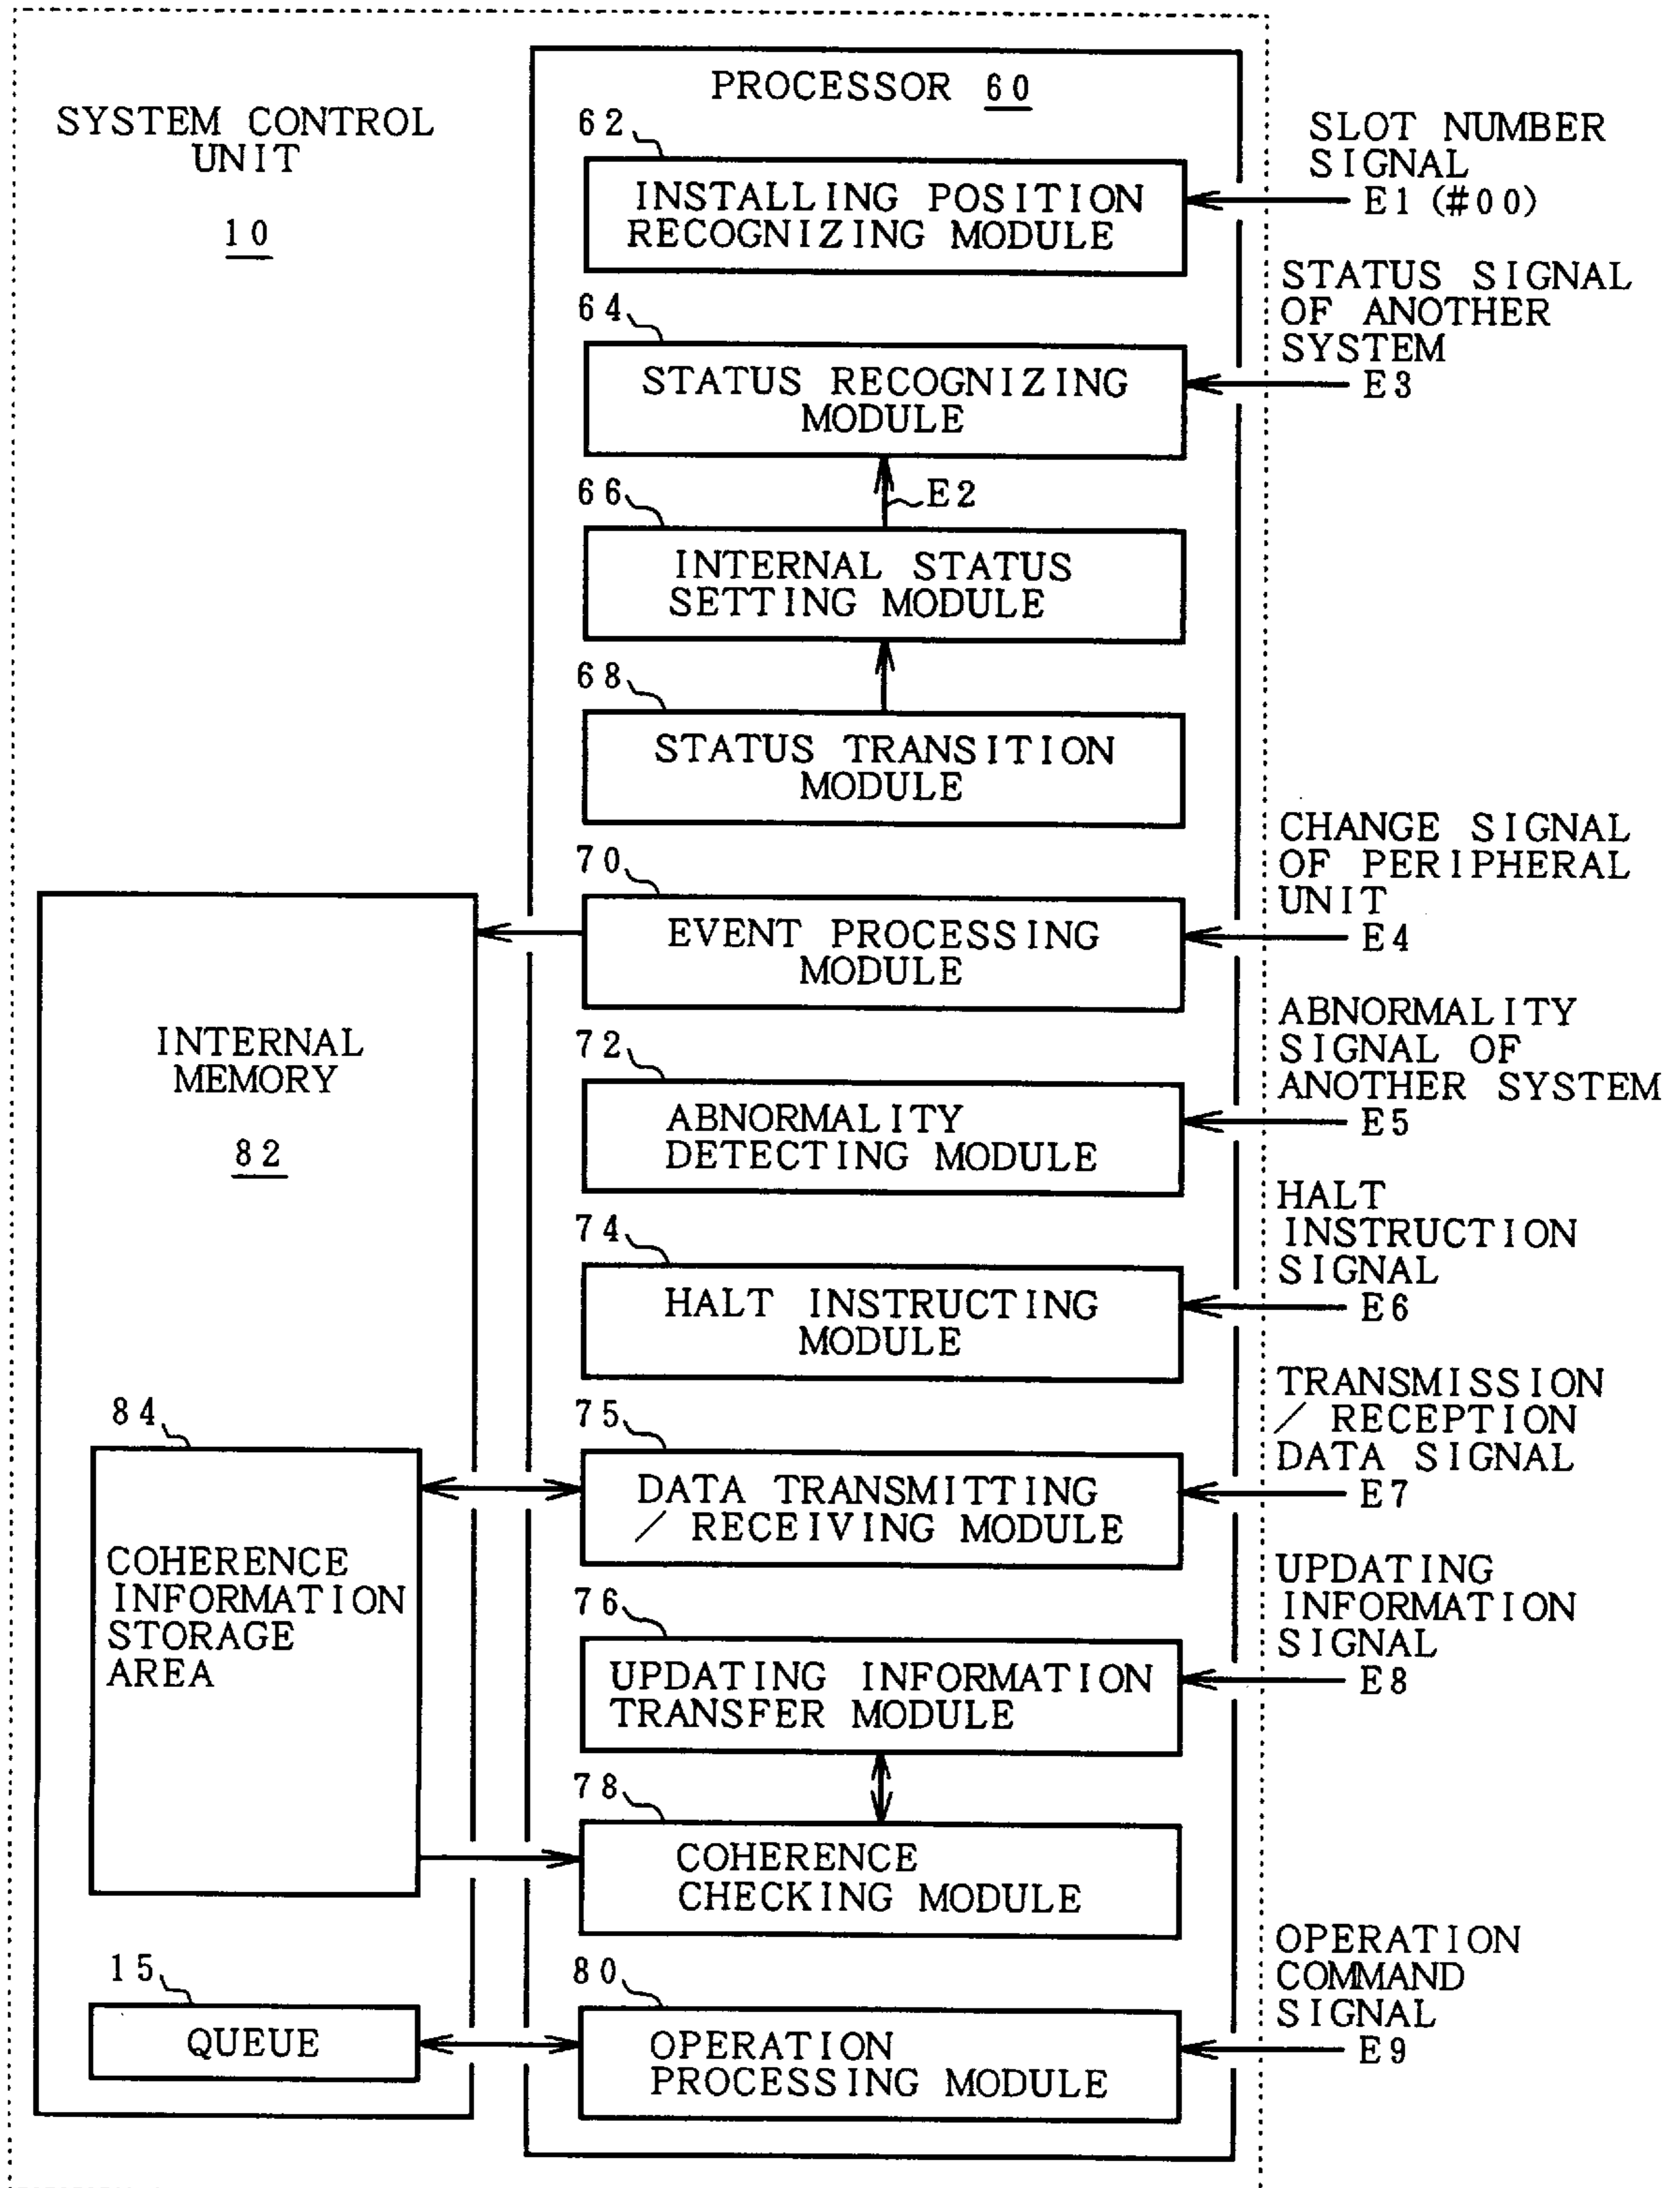 SYSTEM CONTROL
UNIT
10
PROCESSOR 60
62
INSTALLING POSITION
RECOGNIZING MODULE
SLOT NUMBER
SIGNAL
E1 (#00)
64
STATUS RECOGNIZING
MODULE
STATUS SIGNAL
OF ANOTHER
SYSTEM
E3
E2
66
INTERNAL STATUS
SETTING MODULE
68
STATUS TRANSITION
MODULE
70
EVENT PROCESSING
MODULE
CHANGE SIGNAL
OF PERIPHERAL
UNIT
E4
INTERNAL
MEMORY
82
72
ABNORMALITY
DETECTING MODULE
ABNORMALITY
SIGNAL OF
ANOTHER SYSTEM
E5
74
HALT INSTRUCTING
MODULE
HALT
INSTRUCTION
SIGNAL
E6
84
COHERENCE
INFORMATION
STORAGE
AREA
75
DATA TRANSMITTING
/ RECEIVING MODULE
TRANSMISSION
/ RECEPTION
DATA SIGNAL
E7
76
UPDATING INFORMATION
TRANSFER MODULE
UPDATING
INFORMATION
SIGNAL
E8
78
COHERENCE
CHECKING MODULE
15
QUEUE
80
OPERATION
PROCESSING MODULE
OPERATION
COMMAND
SIGNAL
E9